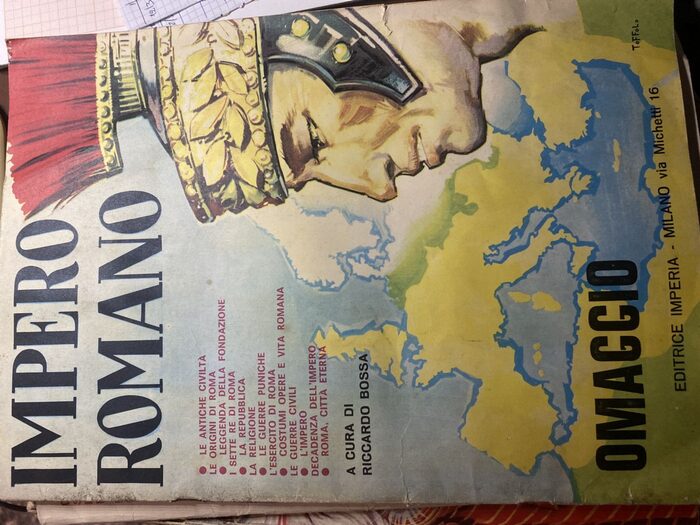 IMPERO
ROMANO
TOFFOLO
LE ANTICHE CIVILTÀ
LE ORIGINI DI ROMA
LEGGENDA DELLA FONDAZIONE
I SETTE RE DI ROMA
LA REPUBBLICA
LA RELIGIONE
LE GUERRE PUNICHE
L'ESERCITO DI ROMA
COSTUMI OPERE E VITA ROMANA
LE GUERRE CIVILI
L'IMPERO
DECADENZA DELL'IMPERO
ROMA, CITTÀ ETERNA
A CURA DI
RICCARDO BOSSA
OMAGGIO
EDITRICE IMPERIA - MILANO via Michetti 16